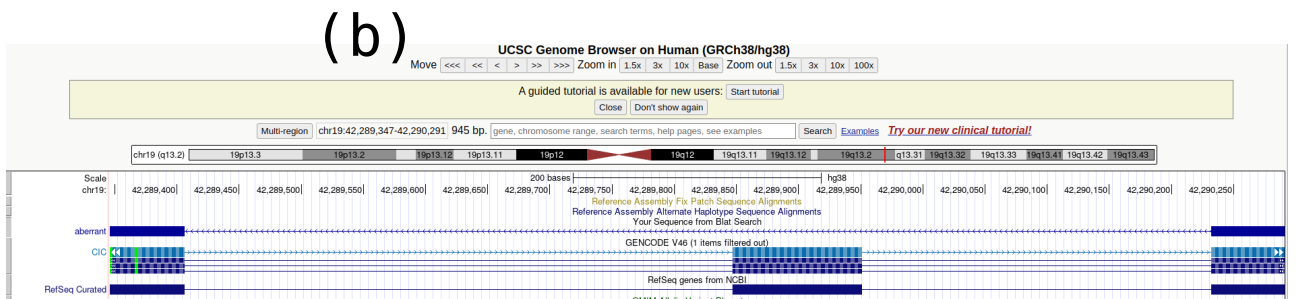 (b)
UCSC Genome Browser on Human (GRCh38/hg38)
Move <<< << < > >> >>> Zoom in 1.5x 3x 10x Base Zoom out 1.5x 3x 10x 100x
A guided tutorial is available for new users: Start tutorial
Close Don't show again
Multi-region chr19:42,289,347-42,290,291 945 bp. gene, chromosome range, search terms, help pages, see examples Search Examples Try our new clinical tutorial!
chr19 (q13.2) 19p13.3 19p13.2 19p13.12 19p13.11 19p12 19q12 19q13.11 19q13.12 19q13.2 q13.31 19q13.32 19q13.33 19q13.41 19q13.42 19q13.43
Scale 200 bases hg38
chr19: 42,289,400 42,289,450 42,289,500 42,289,550 42,289,600 42,289,650 42,289,700 42,289,750 42,289,800 42,289,850 42,289,900 42,289,950 42,290,000 42,290,050 42,290,100 42,290,150 42,290,200 42,290,250
Reference Assembly Fix Patch Sequence Alignments
Reference Assembly Alternate Haplotype Sequence Alignments
Your Sequence from Blat Search
aberrant
GENCODE V46 (1 items filtered out)
CIC
RefSeq genes from NCBI
RefSeq Curated